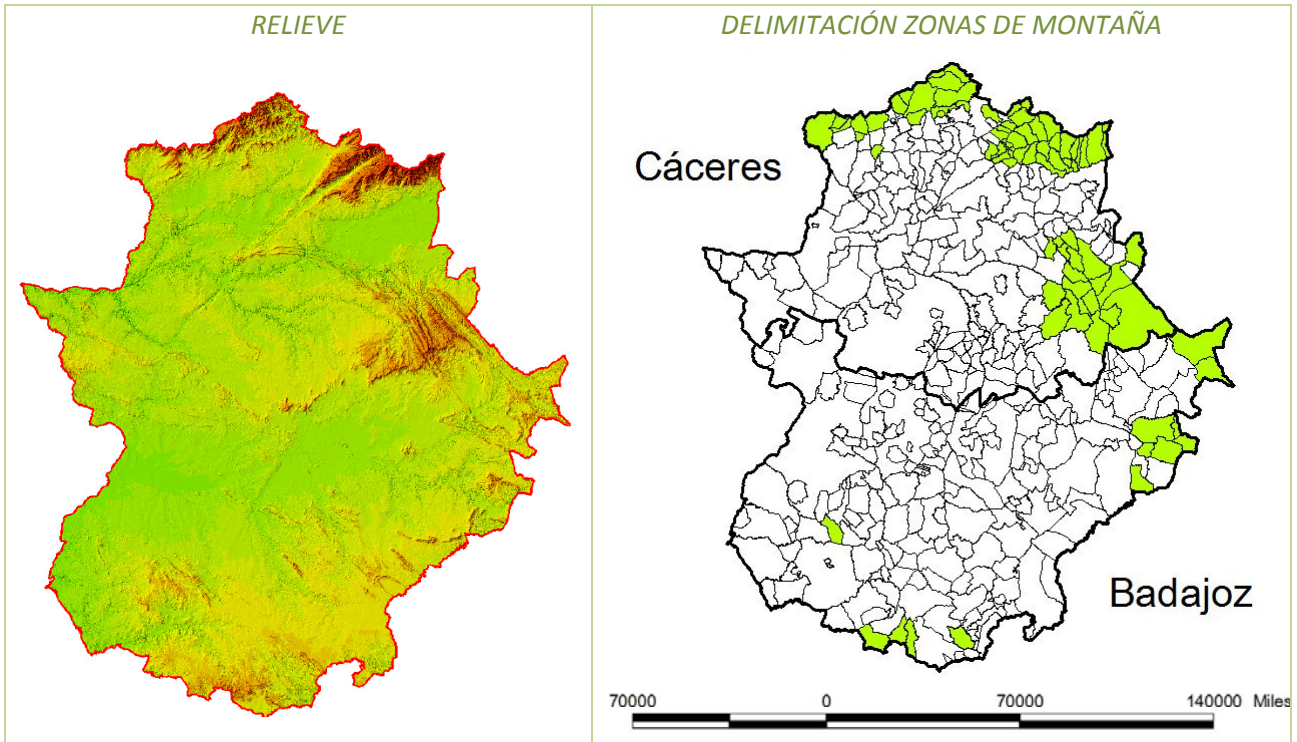 RELIEVE
DELIMITACIÓN ZONAS DE MONTAÑA
Cáceres
Badajoz
70000 0 70000 140000 Miles